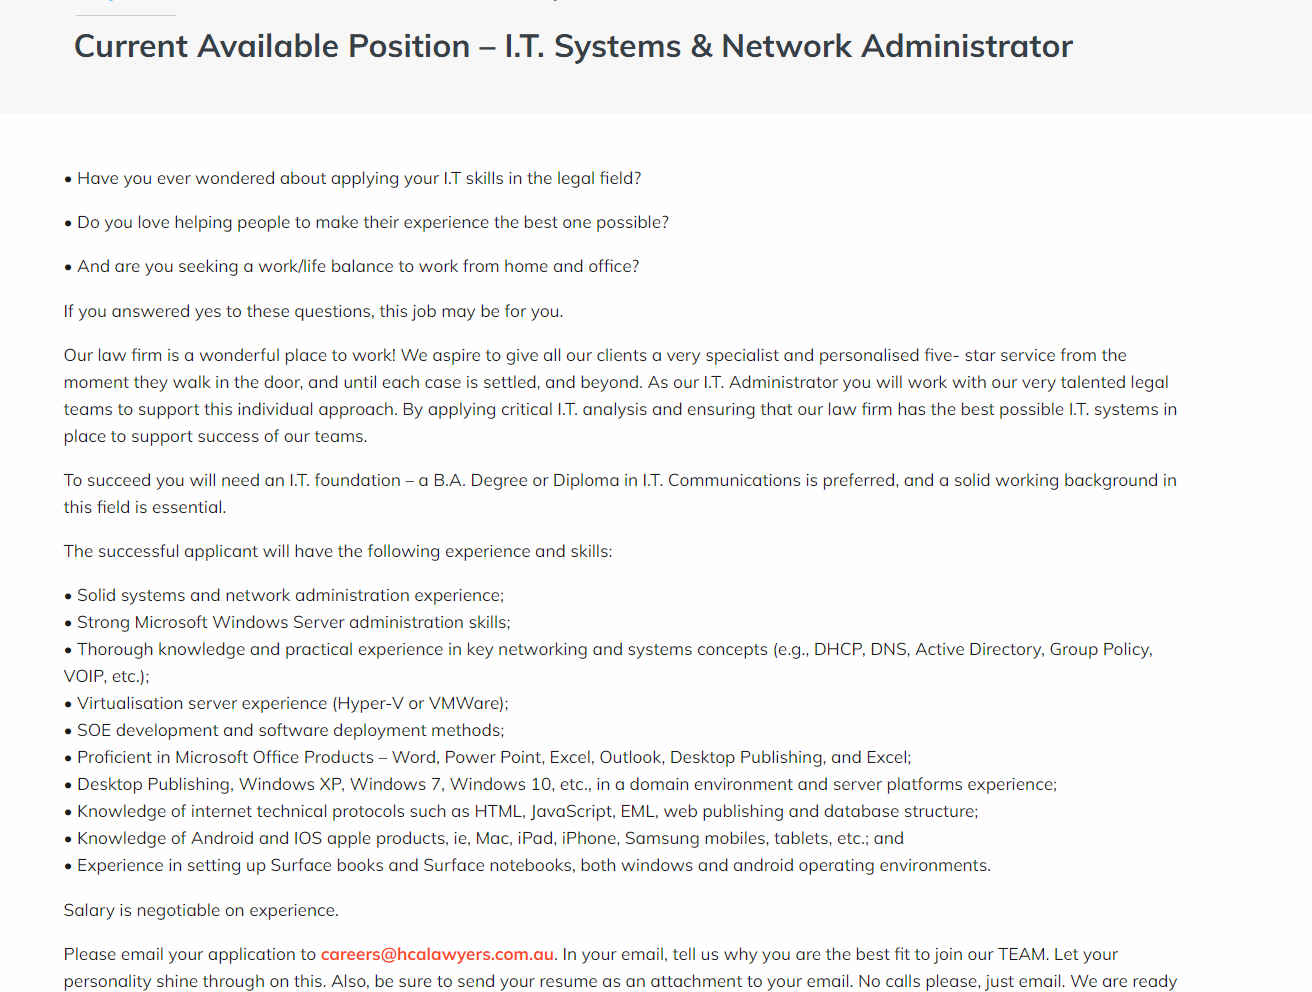 Current Available Position – I.T. Systems & Network Administrator
• Have you ever wondered about applying your I.T skills in the legal field?
• Do you love helping people to make their experience the best one possible?
• And are you seeking a work/life balance to work from home and office?
If you answered yes to these questions, this job may be for you.
Our law firm is a wonderful place to work! We aspire to give all our clients a very specialist and personalised five- star service from the
moment they walk in the door, and until each case is settled, and beyond. As our I.T. Administrator you will work with our very talented legal
teams to support this individual approach. By applying critical I.T. analysis and ensuring that our law firm has the best possible I.T. systems in
place to support success of our teams.
To succeed you will need an I.T. foundation – a B.A. Degree or Diploma in I.T. Communications is preferred, and a solid working background in
this field is essential.
The successful applicant will have the following experience and skills:
• Solid systems and network administration experience;
• Strong Microsoft Windows Server administration skills;
• Thorough knowledge and practical experience in key networking and systems concepts (e.g., DHCP, DNS, Active Directory, Group Policy,
VOIP, etc.);
• Virtualisation server experience (Hyper-V or VMWare);
• SOE development and software deployment methods;
• Proficient in Microsoft Office Products – Word, Power Point, Excel, Outlook, Desktop Publishing, and Excel;
• Desktop Publishing, Windows XP, Windows 7, Windows 10, etc., in a domain environment and server platforms experience;
• Knowledge of internet technical protocols such as HTML, JavaScript, EML, web publishing and database structure;
• Knowledge of Android and IOS apple products, ie, Mac, iPad, iPhone, Samsung mobiles, tablets, etc.; and
• Experience in setting up Surface books and Surface notebooks, both windows and android operating environments.
Salary is negotiable on experience.
Please email your application to careers@hcalawyers.com.au. In your email, tell us why you are the best fit to join our TEAM. Let your
personality shine through on this. Also, be sure to send your resume as an attachment to your email. No calls please, just email. We are ready